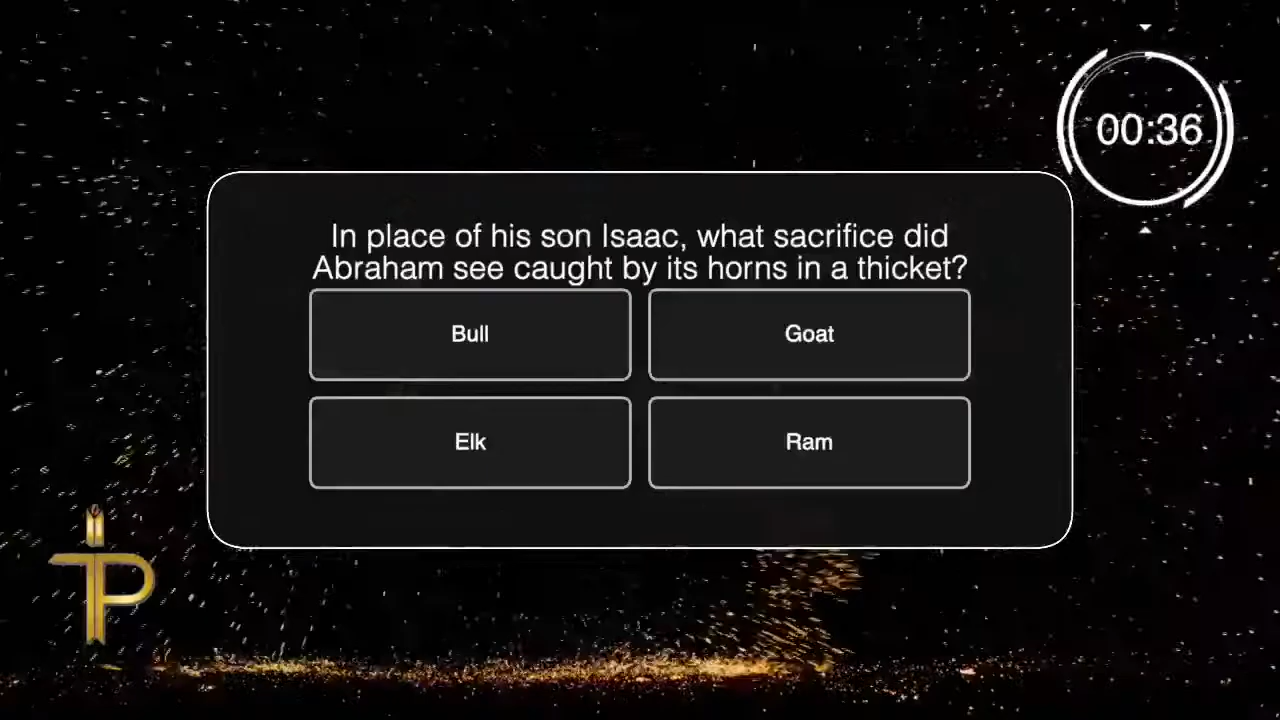 00:36
In place of his son Isaac, what sacrifice did
Abraham see caught by its horns in a thicket?
Bull
Goat
Elk
Ram
TP